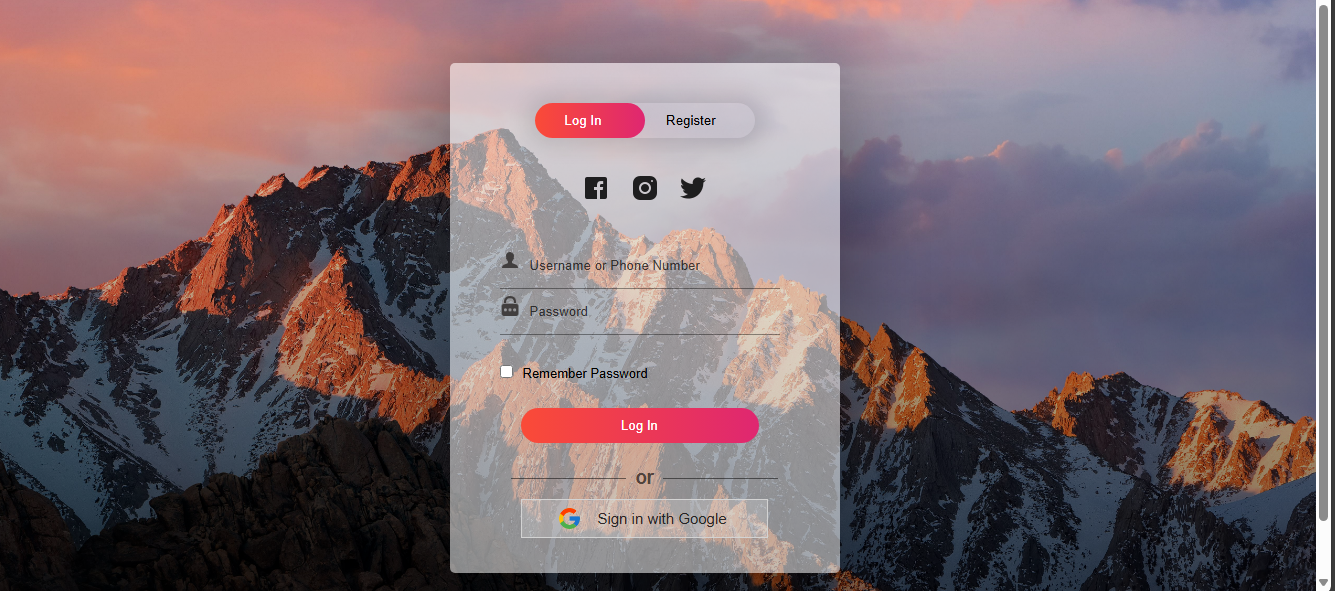 Log In Register
Username or Phone Number
Password
Remember Password
Log In
or
Sign in with Google